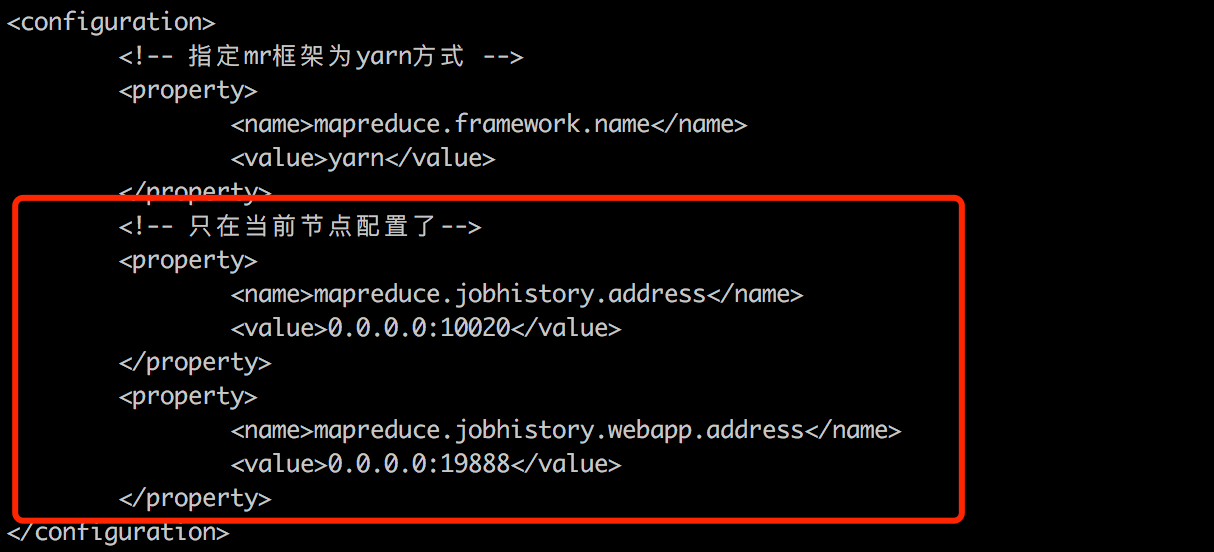 <configuration>
<!-- 指定mr框架为yarn方式 -->
<property>
<name>mapreduce.framework.name</name>
<value>yarn</value>
</property>
<!-- 只在当前节点配置了-->
<property>
<name>mapreduce.jobhistory.address</name>
<value>0.0.0.0:10020</value>
</property>
<property>
<name>mapreduce.jobhistory.webapp.address</name>
<value>0.0.0.0:19888</value>
</property>
</configuration>